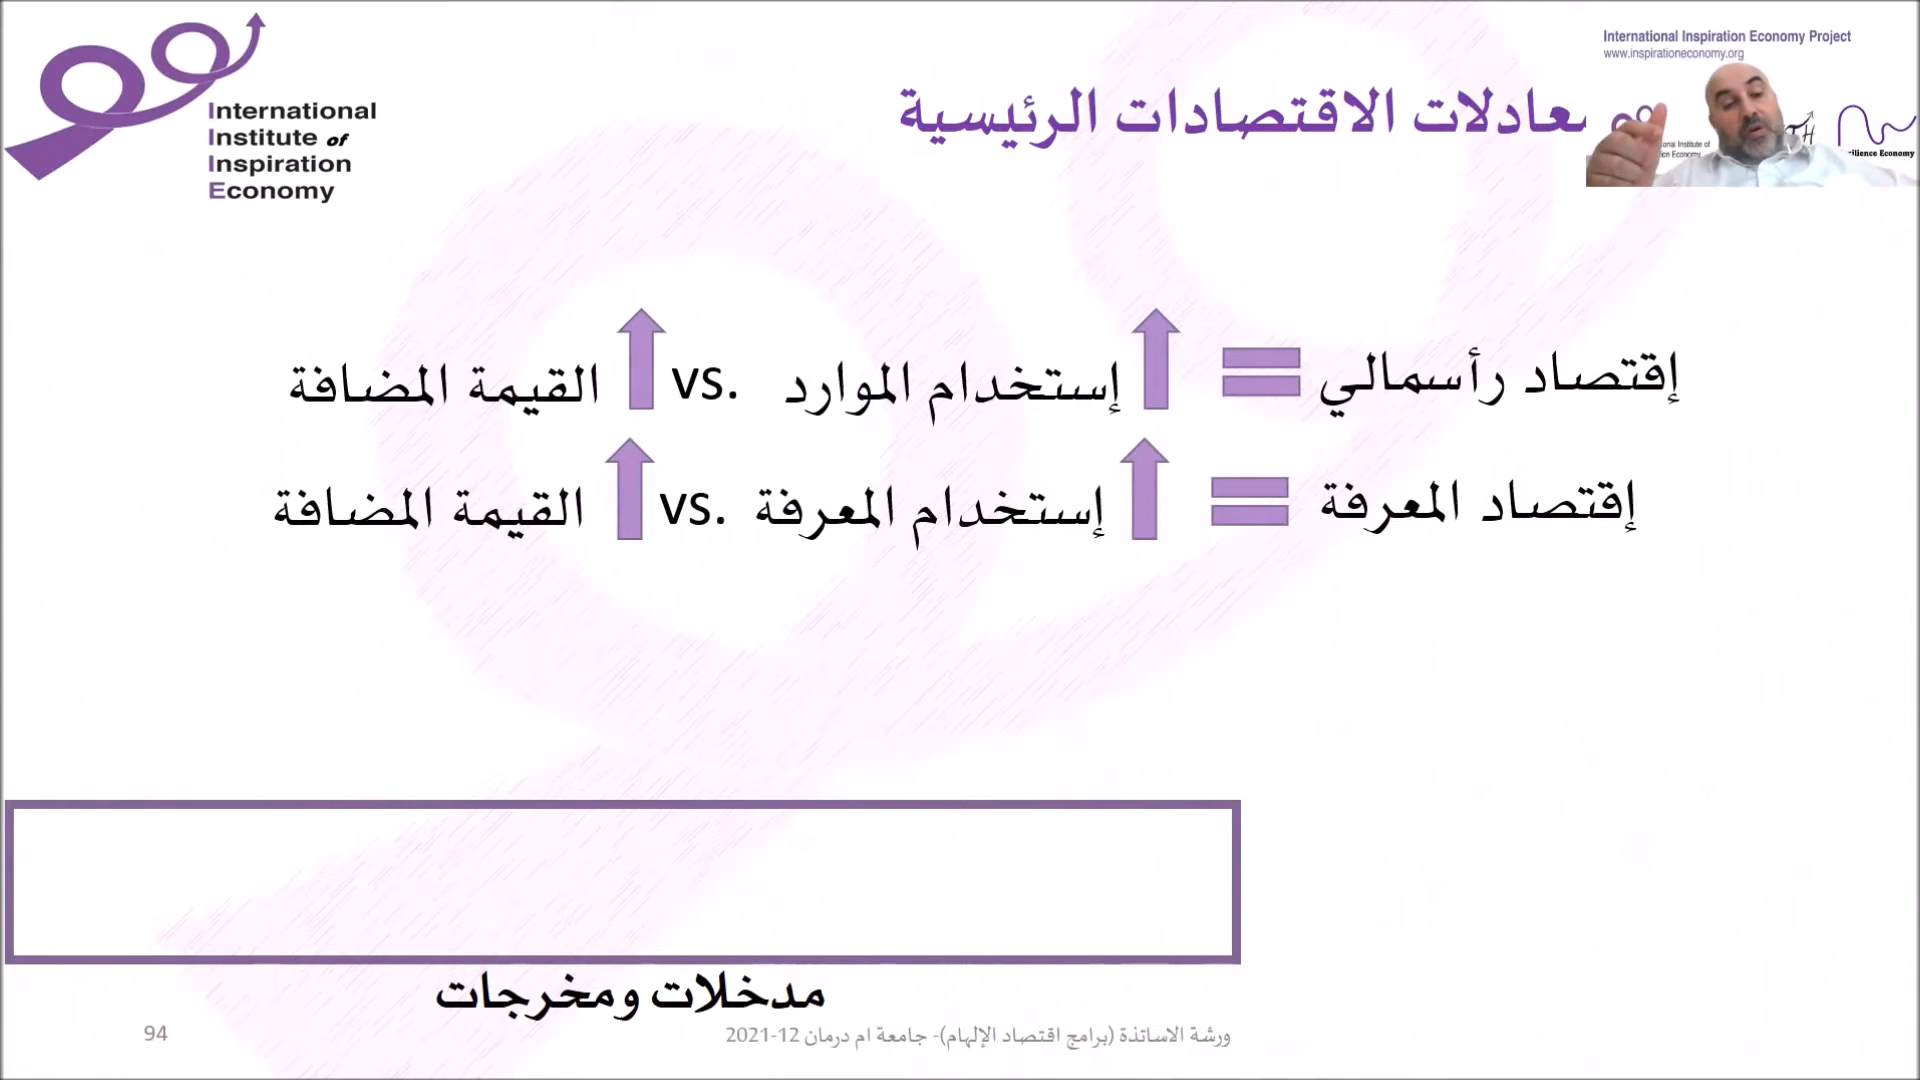 International
Institute of
Inspiration
Economy
International Inspiration Economy Project
www.inspirationeconomy.org
معادلات الاقتصادات الرئيسية
إقتصاد رأسمالي = إستخدام الموارد vs. القيمة المضافة
إقتصاد المعرفة = إستخدام المعرفة vs. القيمة المضافة
مدخلات ومخرجات
ورشة الاساتذة (برامج اقتصاد الإلهام)- جامعة ام درمان 12-2021
94